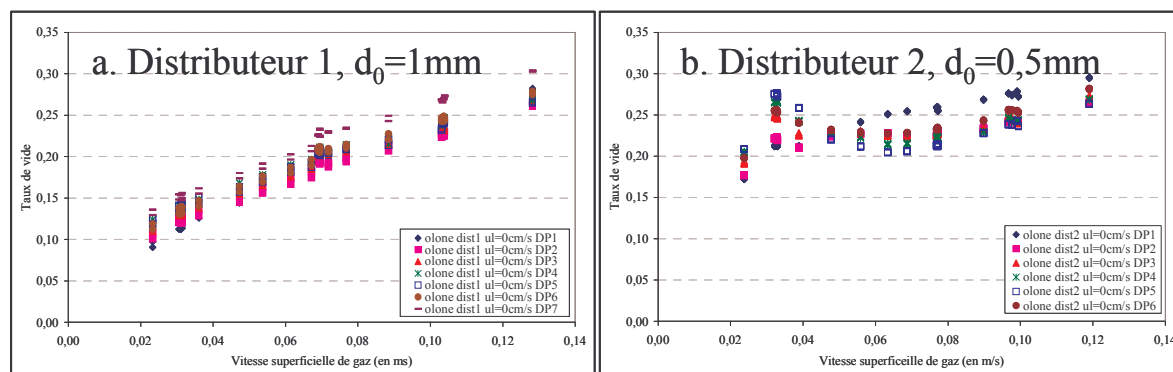 a. Distributeur 1, d0=1mm
0,35
0,30
0,25
0,20
0,15
0,10
0,05
0,00
Taux de vide
0,00 0,02 0,04 0,06 0,08 0,10 0,12 0,14
Vitesse superficielle de gaz (en ms)
olone dist1 ul=0cm/s DP1
olone dist1 ul=0cm/s DP2
olone dist1 ul=0cm/s DP3
olone dist1 ul=0cm/s DP4
olone dist1 ul=0cm/s DP5
olone dist1 ul=0cm/s DP6
olone dist1 ul=0cm/s DP7
b. Distributeur 2, d0=0,5mm
0,35
0,30
0,25
0,20
0,15
0,10
0,05
0,00
Taux de vide
0,00 0,02 0,04 0,06 0,08 0,10 0,12 0,14
Vitesse superficeille de gaz (en m/s)
olone dist2 ul=0cm/s DP1
olone dist2 ul=0cm/s DP2
olone dist2 ul=0cm/s DP3
olone dist2 ul=0cm/s DP4
olone dist2 ul=0cm/s DP5
olone dist2 ul=0cm/s DP6